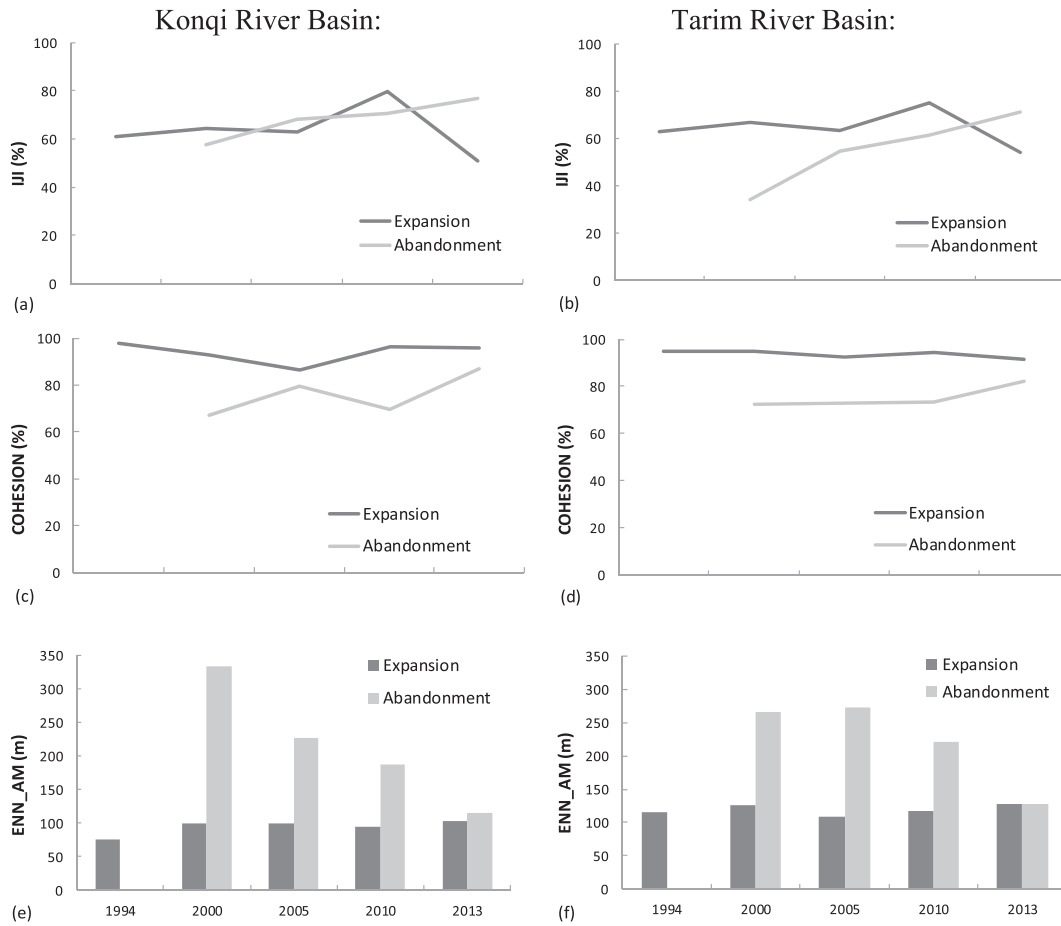 Konqi River Basin:
Tarim River Basin:
100
80
60
40
20
0
IJI (%)
Expansion
Abandonment
(a)
100
80
60
40
20
0
IJI (%)
Expansion
Abandonment
(b)
100
80
60
40
20
0
COHESION (%)
Expansion
Abandonment
(c)
100
80
60
40
20
0
COHESION (%)
Expansion
Abandonment
(d)
350
300
250
200
150
100
50
0
ENN_AM (m)
Expansion
Abandonment
1994 2000 2005 2010 2013
(e)
350
300
250
200
150
100
50
0
ENN_AM (m)
Expansion
Abandonment
1994 2000 2005 2010 2013
(f)